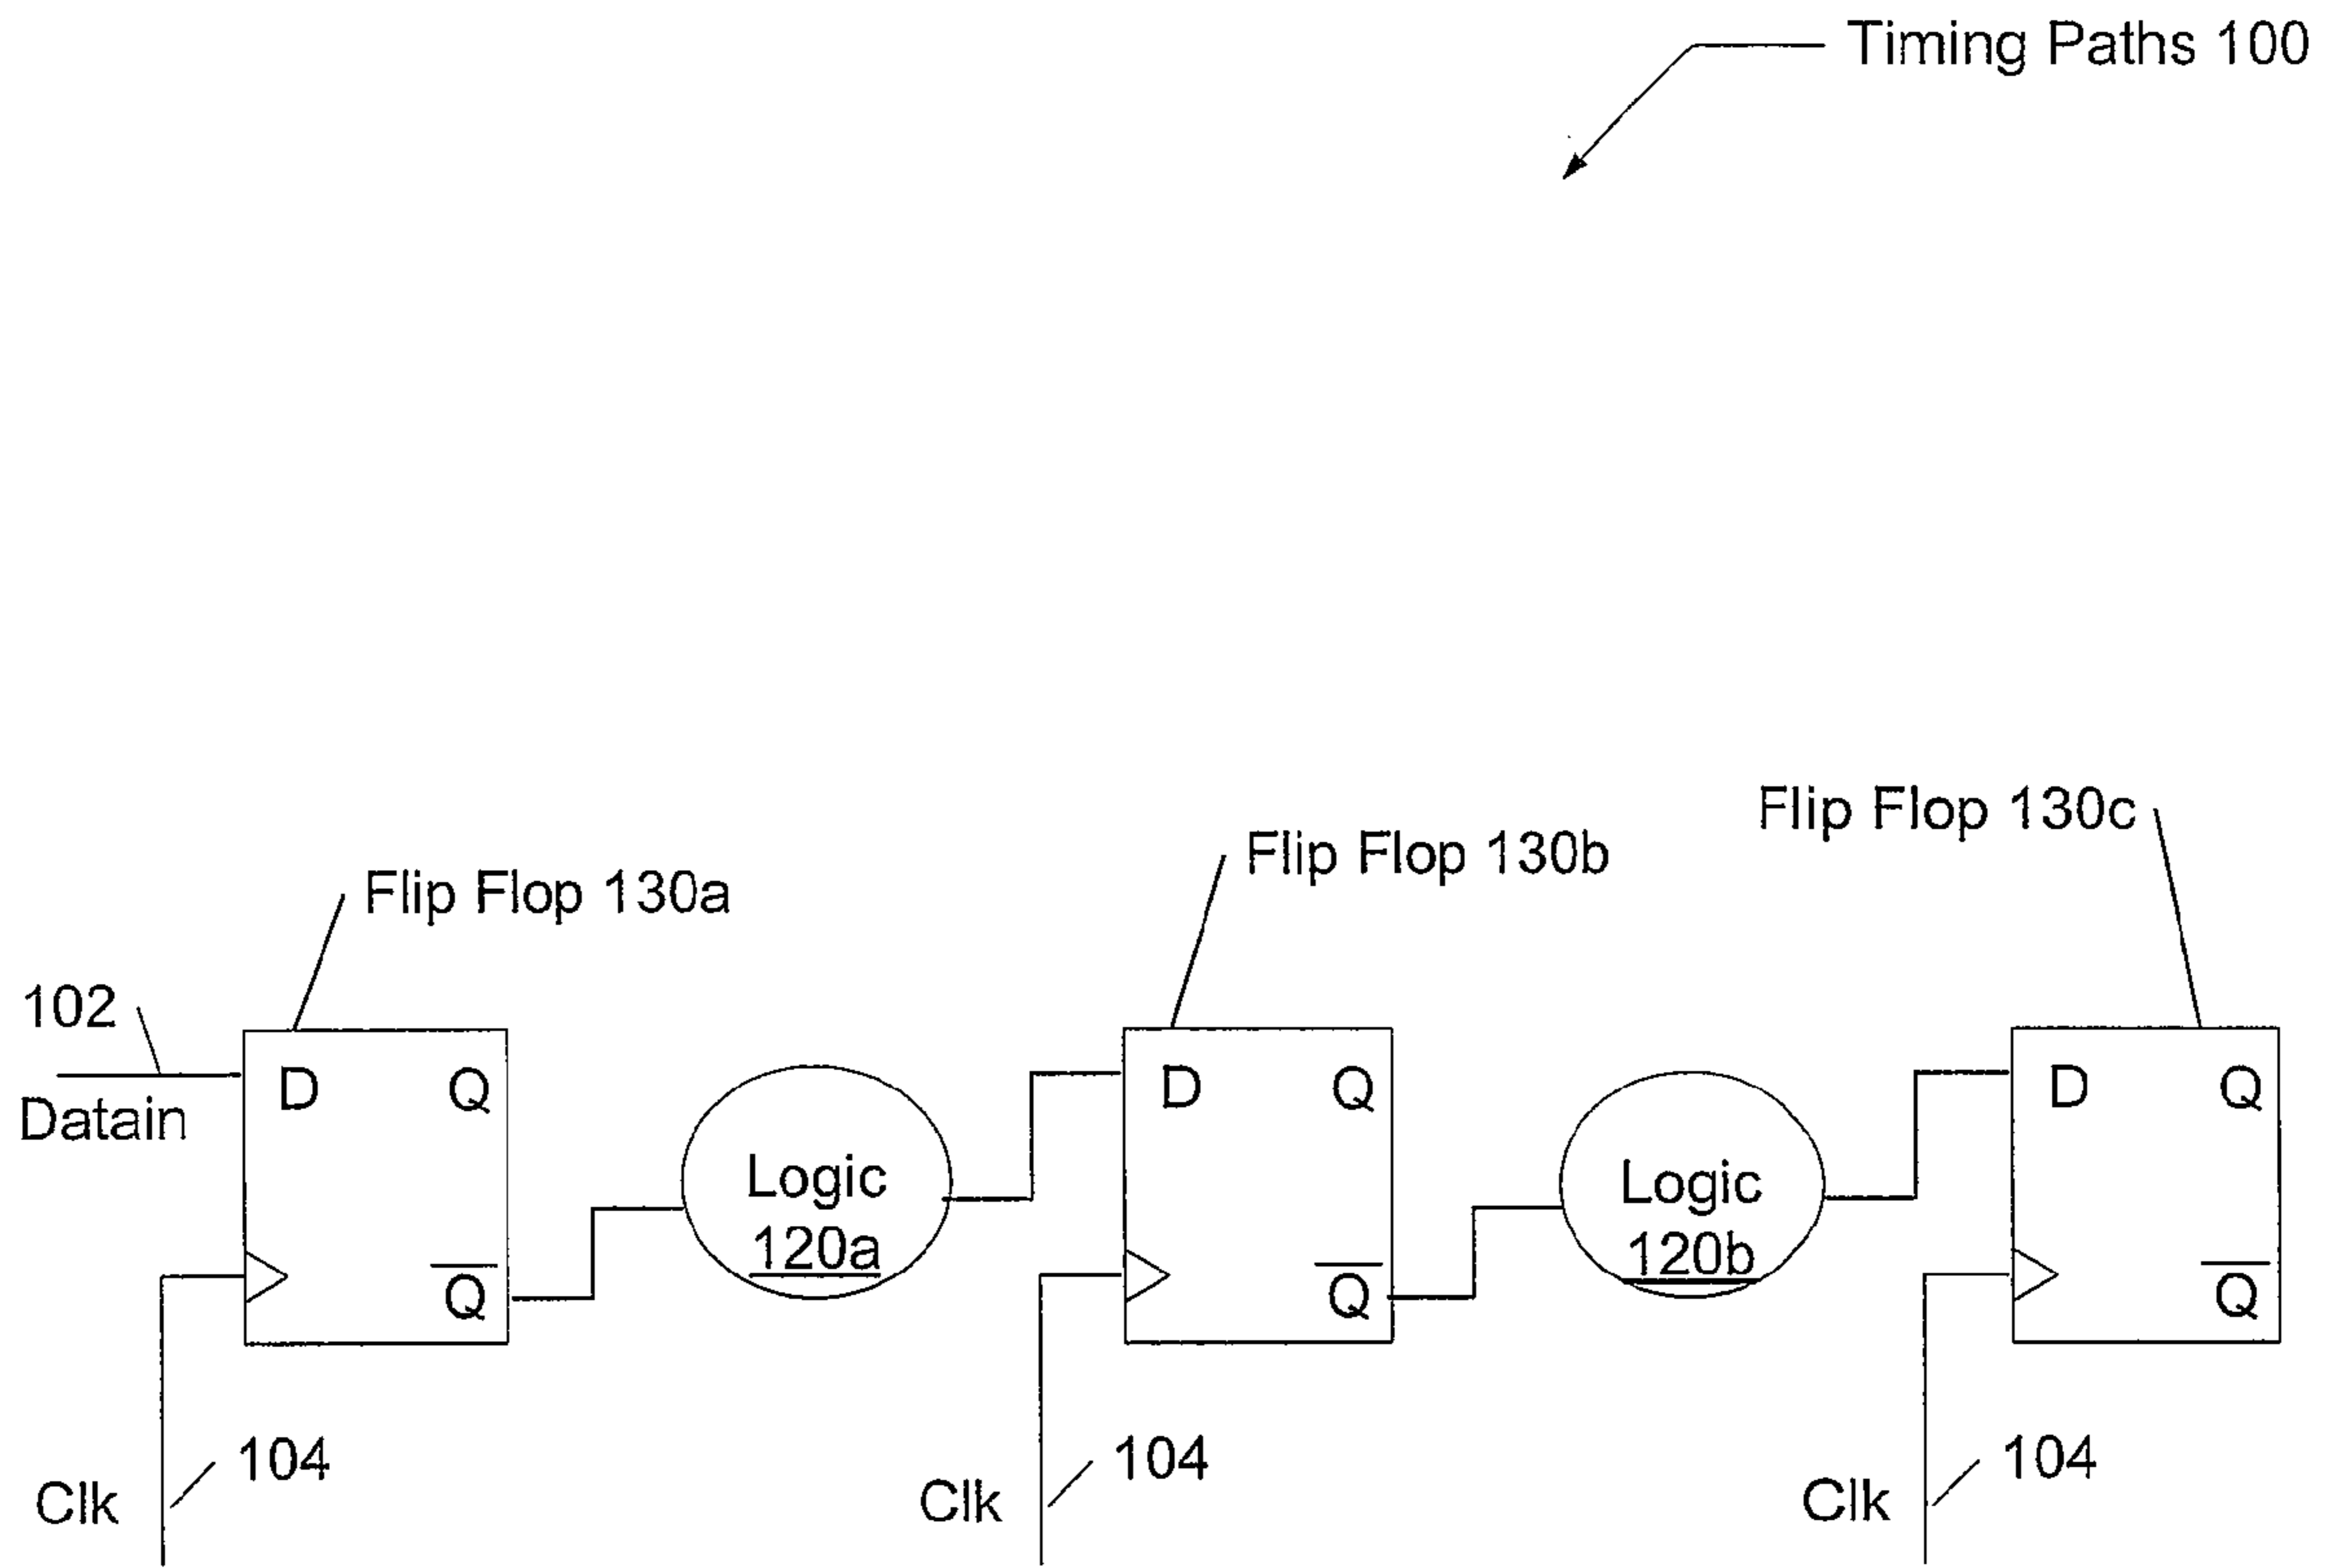 Timing Paths 100
Flip Flop 130c
Flip Flop 130b
Flip Flop 130a
102
Datain
D Q
Q̅
Logic
120a
D Q
Q̅
Logic
120b
D Q
Q̅
Clk 104
Clk 104
Clk 104